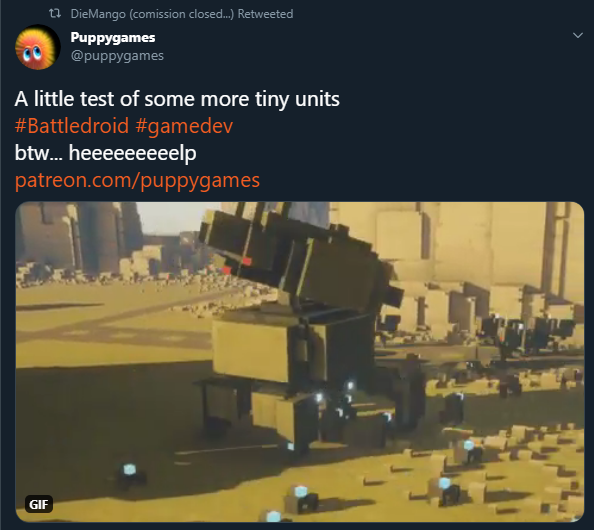 DieMango (comission closed...) Retweeted
Puppygames
@puppygames
A little test of some more tiny units
#Battledroid #gamedev
btw... heeeeeeeeelp
patreon.com/puppygames
GIF